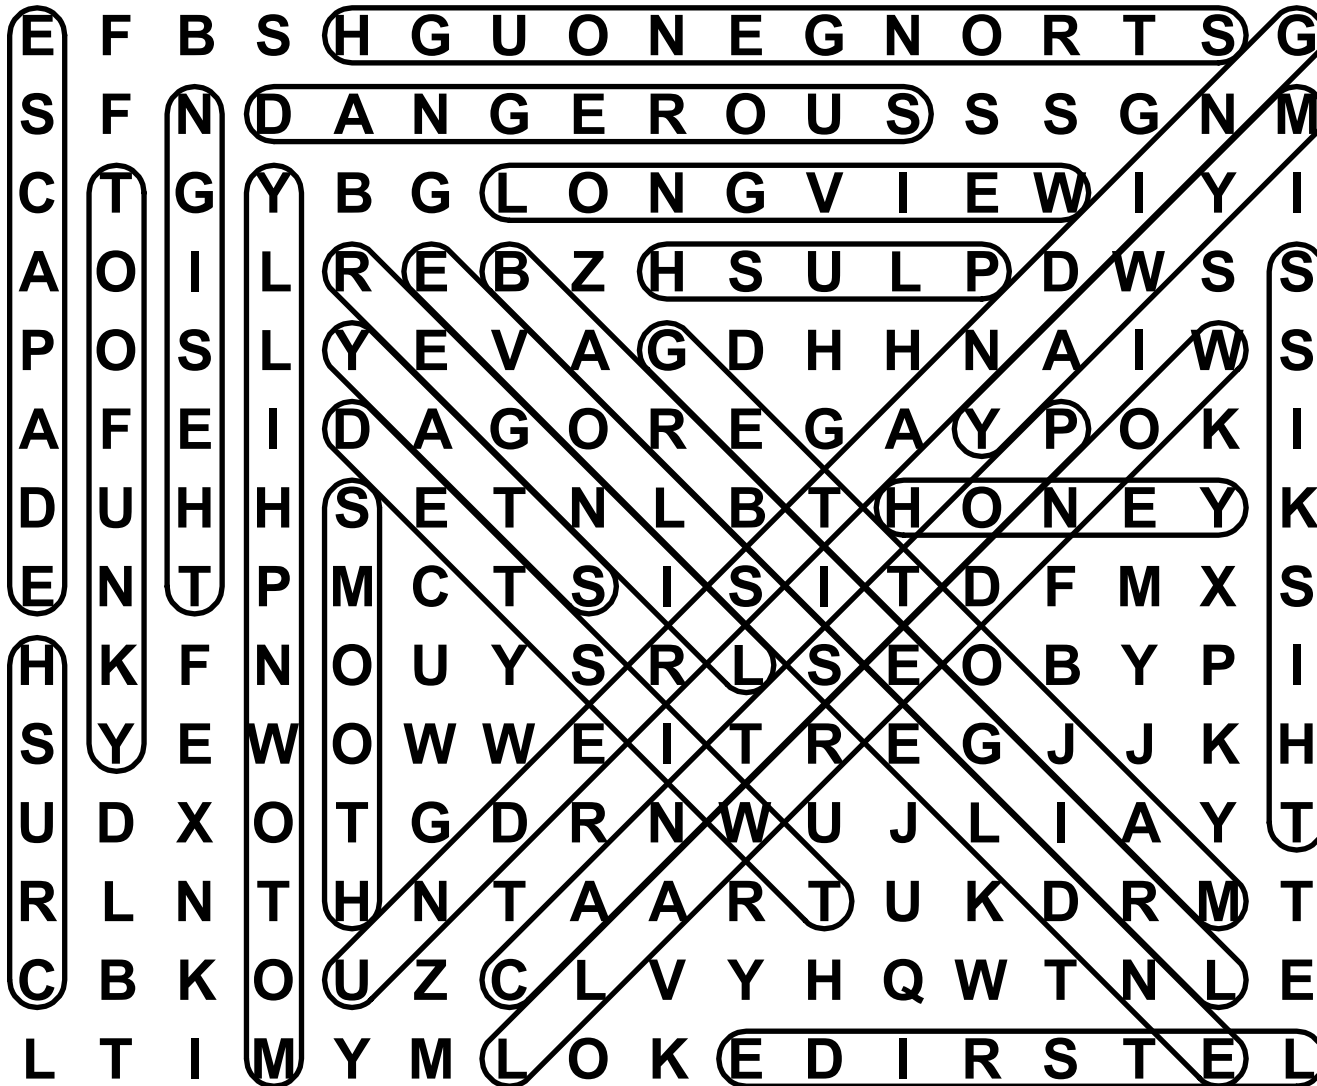 E F B S H G U O N E G N O R T S G
S F N D A N G E R O U S S S G N M
C T G Y B G L O N G V I E W I Y I
A O I L R E B Z H S U L P D W S S
P O S L Y E V A G D H H N A I W S
A F E I D A G O R E G A Y P O K I
D U H H S E T N L B T H O N E Y K
E N T P M C T S I S I T D F M X S
H K F N O U Y S R L S E O B Y P I
S Y E W O W W E I T R E G J J K H
U D X O T G D R N W U J L I A Y T
R L N T H N T A A R T U K D R M T
C B K O U Z C L V Y H Q W T N L E
L T I M Y M L O K E D I R S T E L